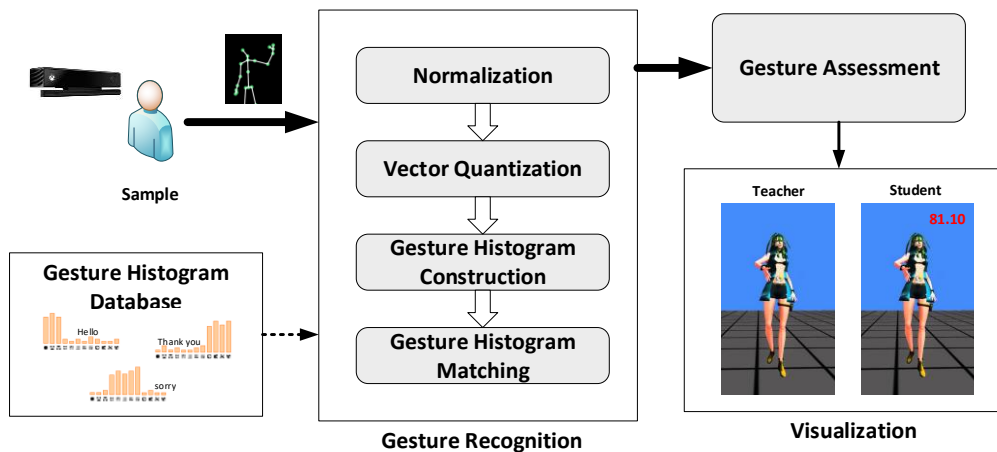 Sample
Gesture Histogram
Database
Hello
Thank you
sorry
Normalization
Vector Quantization
Gesture Histogram
Construction
Gesture Histogram
Matching
Gesture Recognition
Gesture Assessment
Teacher
Student
81.10
Visualization